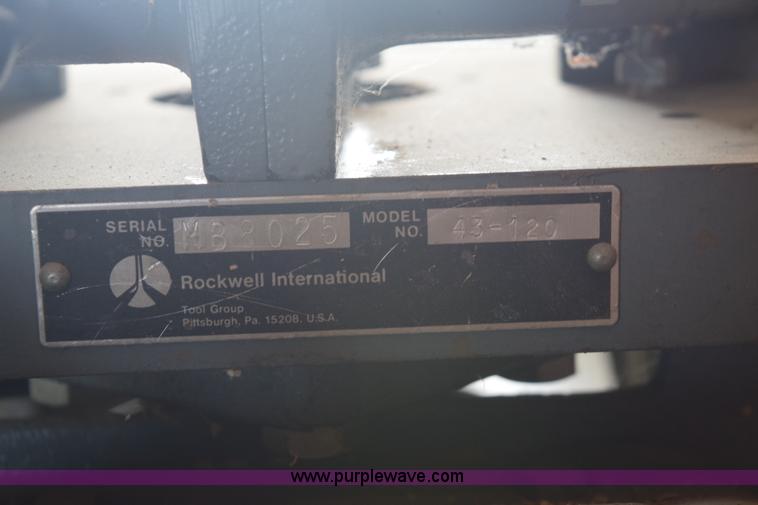 SERIAL NO. MB8025 MODEL NO. 43-120
Rockwell International
Tool Group
Pittsburgh, Pa. 15208, U.S.A.
www.purplewave.com